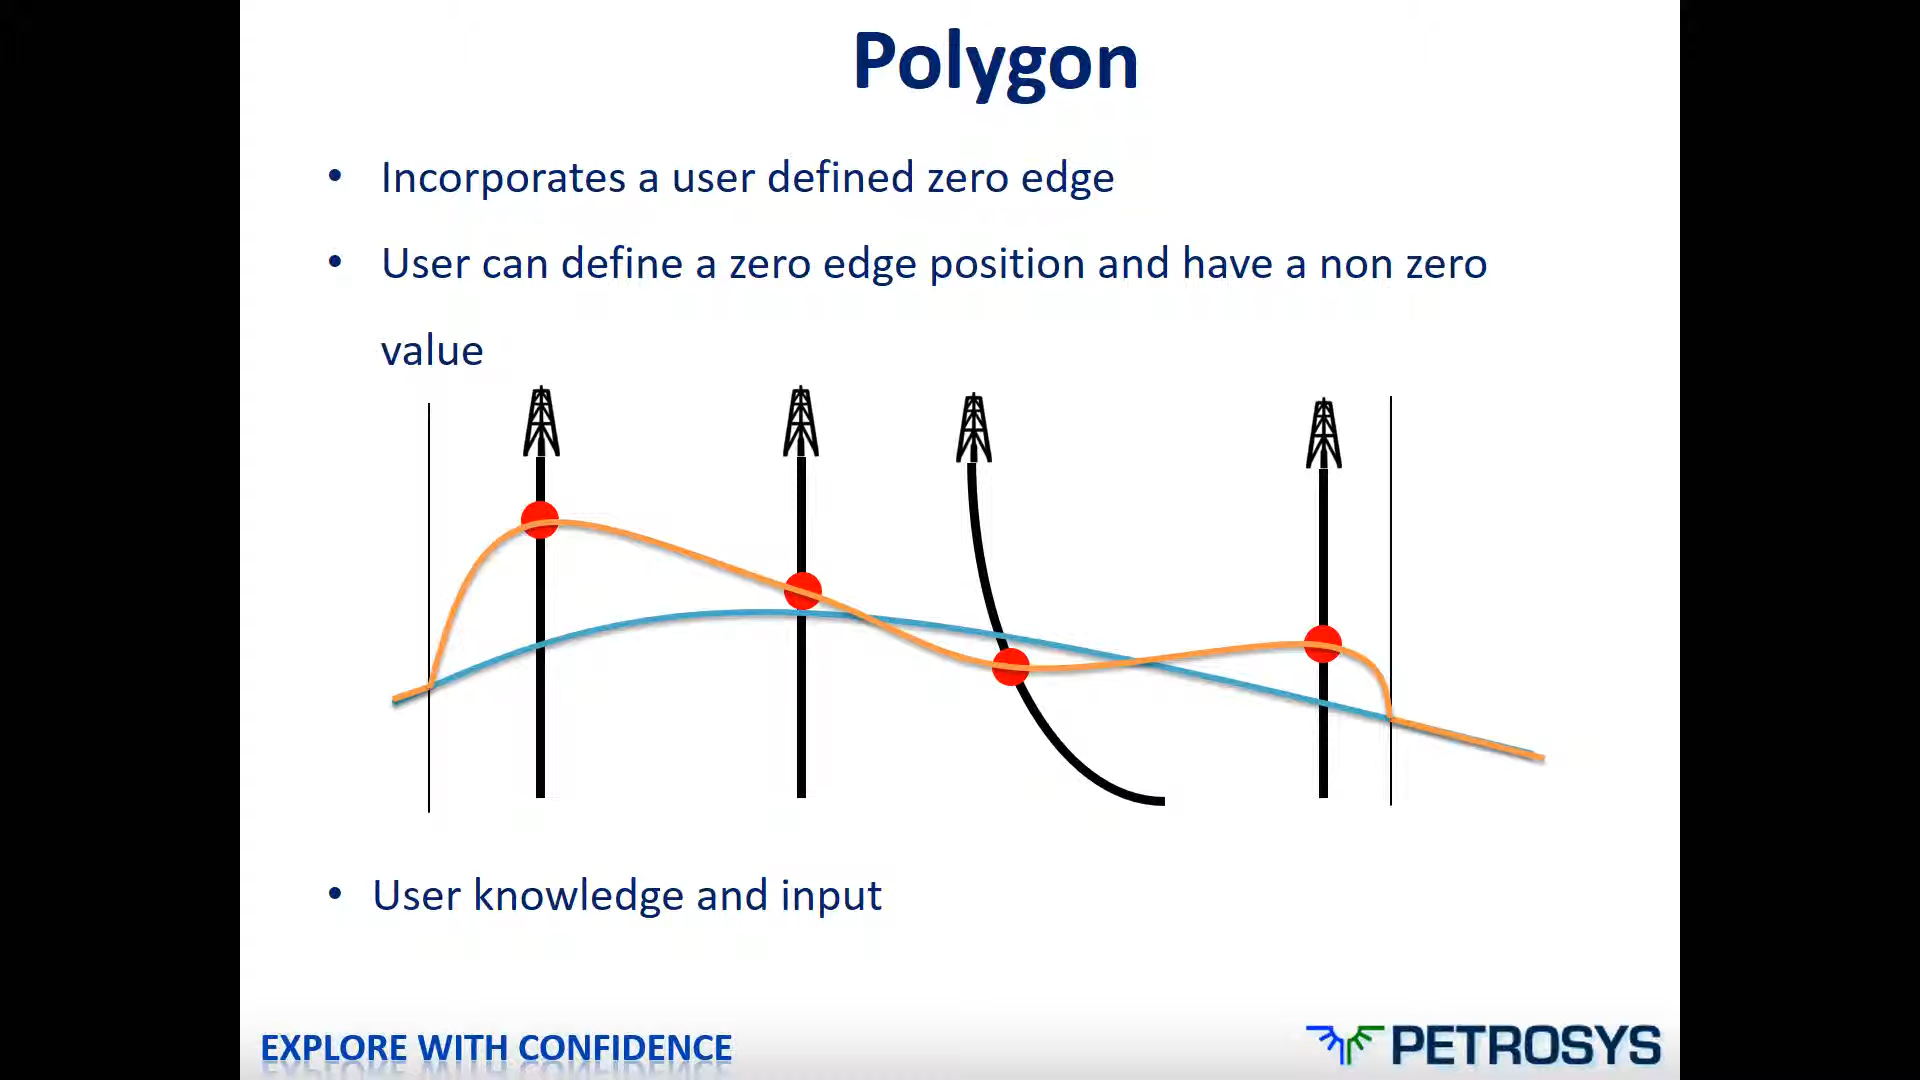 Polygon
• Incorporates a user defined zero edge
• User can define a zero edge position and have a non zero
value
• User knowledge and input
EXPLORE WITH CONFIDENCE
PETROSYS